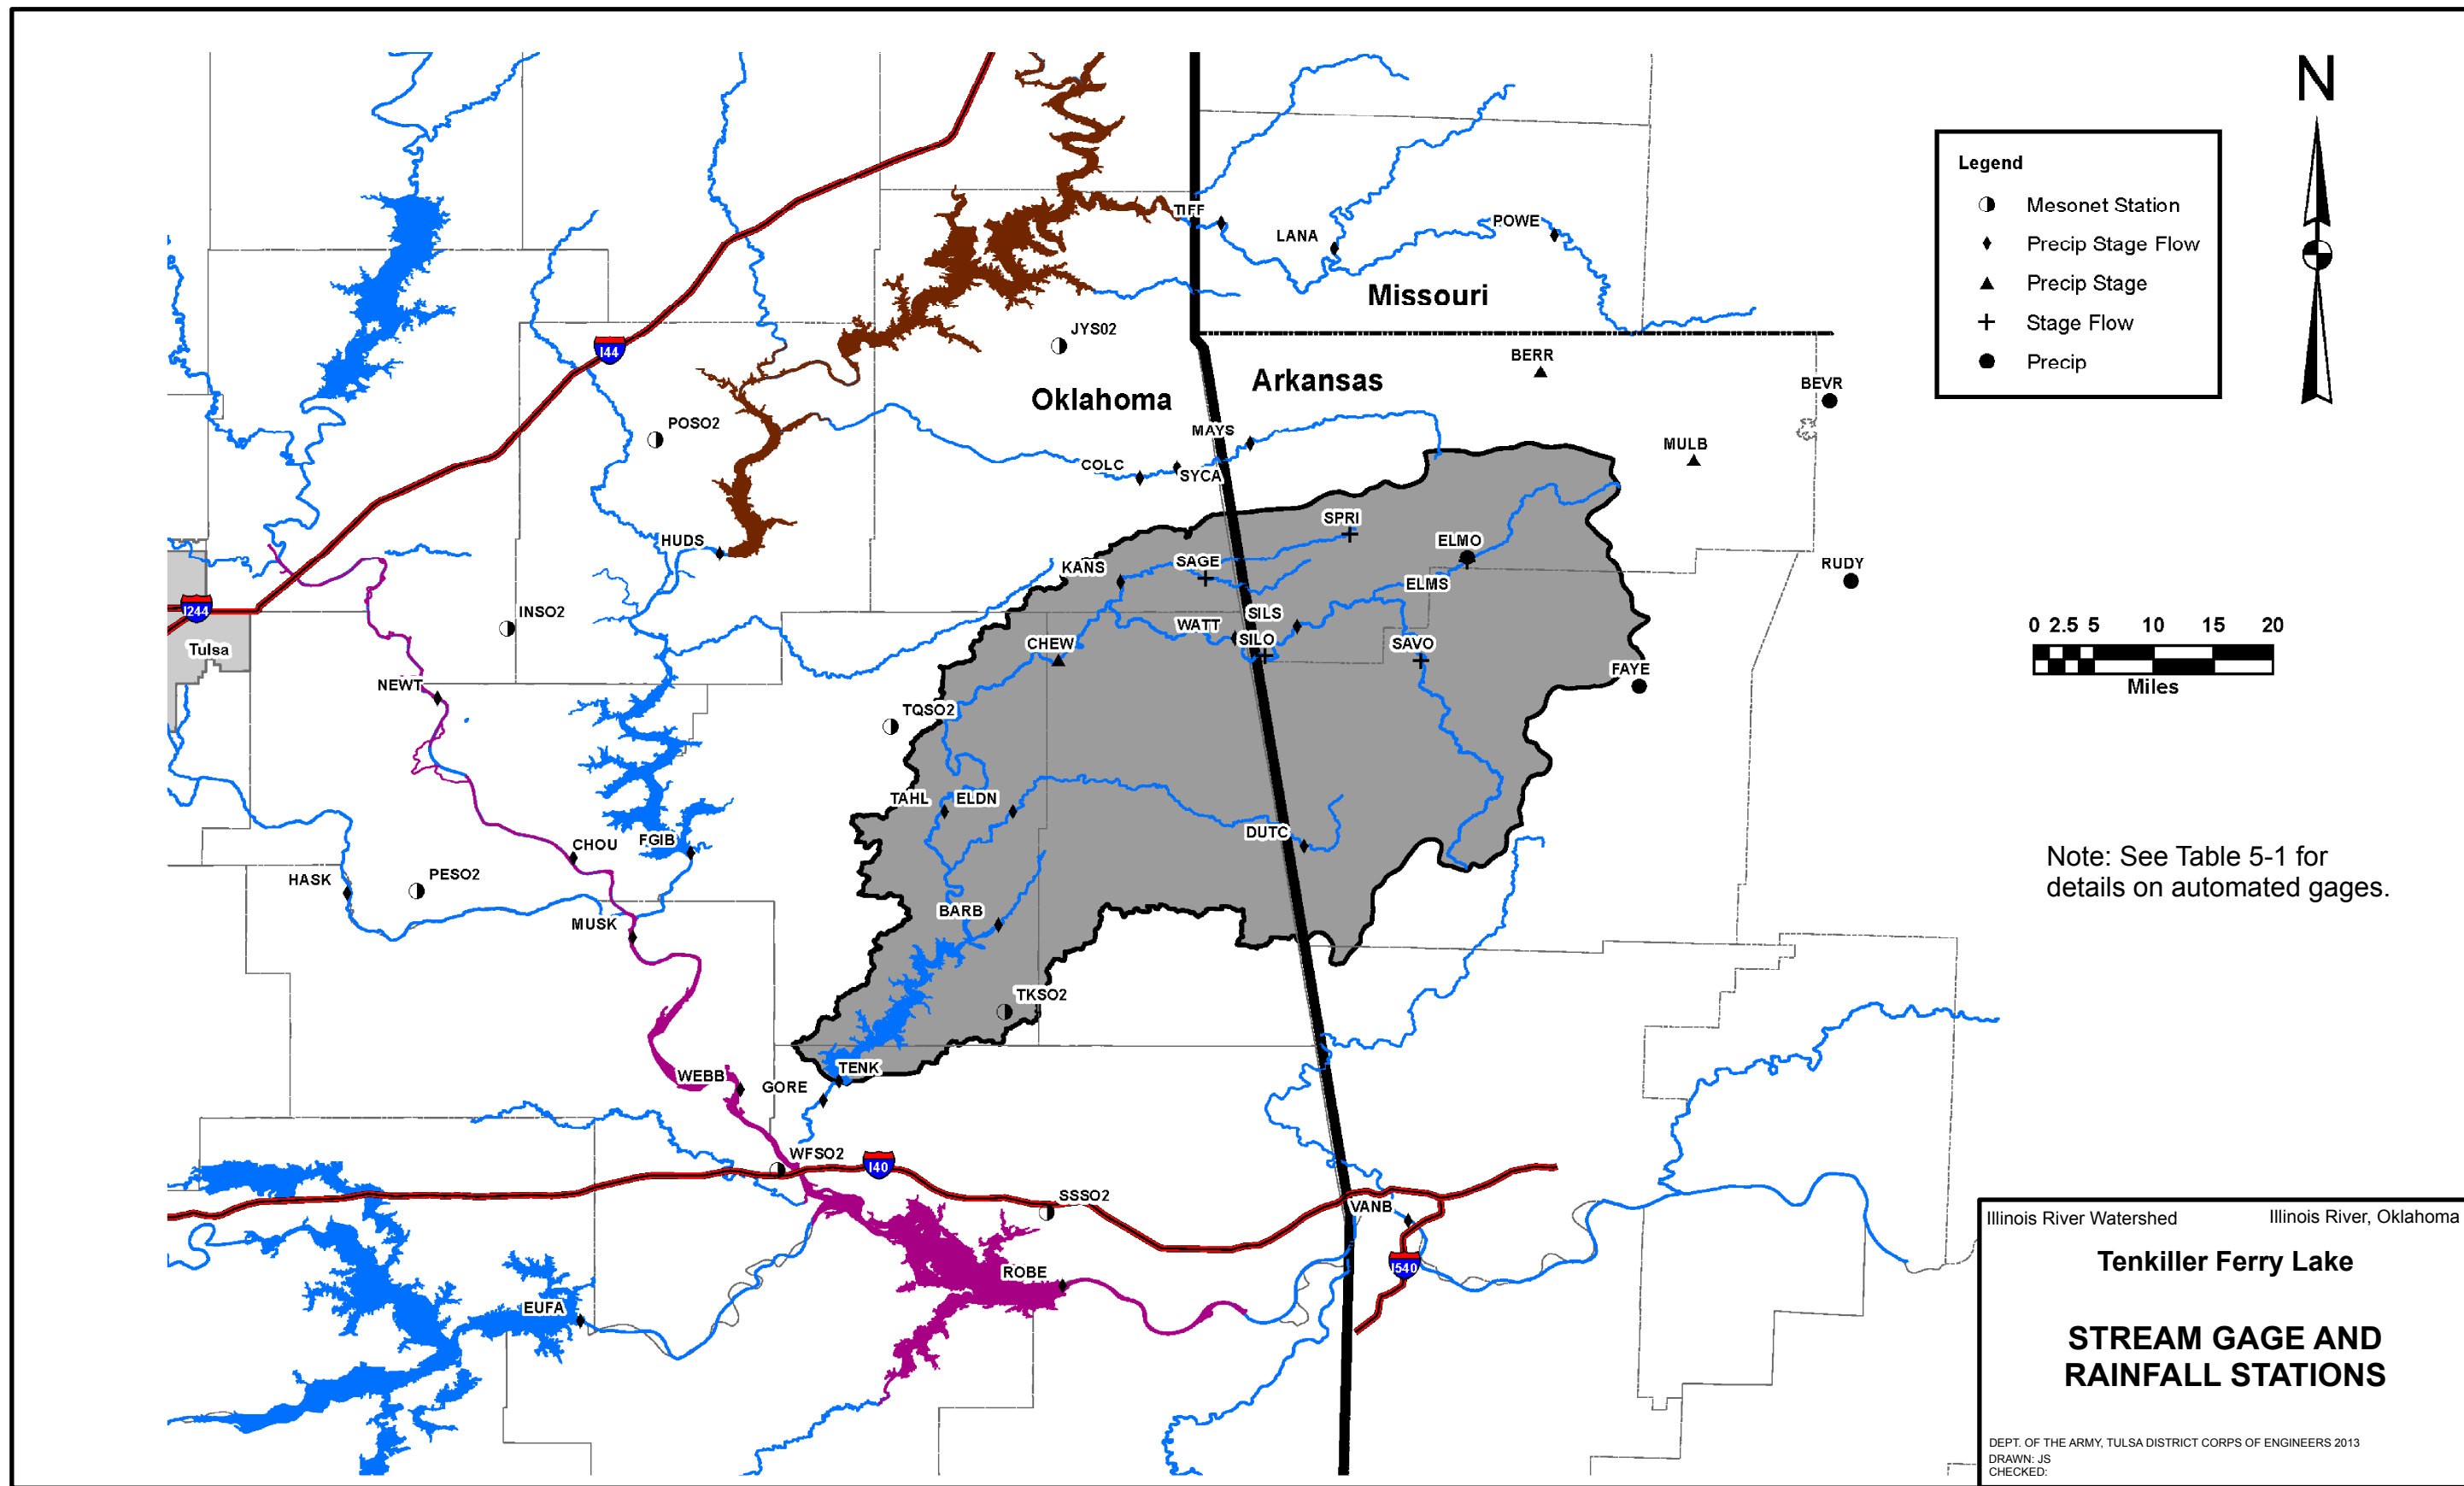 N
Legend
Mesonet Station
Precip Stage Flow
Precip Stage
Stage Flow
Precip
TIFF
LANA
POWE
Missouri
JYS02
I44
BERR
Arkansas
BEVR
Oklahoma
POSO2
MAYS
MULB
COLC
SYCA
SPRI
HUDS
ELMO
SAGE
KANS
RUDY
ELMS
I244
INSO2
SILS
WATT
SILO
0 2.5 5 10 15 20
Miles
Tulsa
CHEW
SAVO
FAYE
NEWT
TQSO2
TAHL
ELDN
DUTC
CHOU
FGIB
Note: See Table 5-1 for
details on automated gages.
HASK
PESO2
BARB
MUSK
TKSO2
TENK
WEBB
GORE
WFSO2
I40
SSSO2
VANB
I540
ROBE
EUFA
Illinois River Watershed Illinois River, Oklahoma
Tenkiller Ferry Lake
STREAM GAGE AND
RAINFALL STATIONS
DEPT. OF THE ARMY, TULSA DISTRICT CORPS OF ENGINEERS 2013
DRAWN: JS
CHECKED: